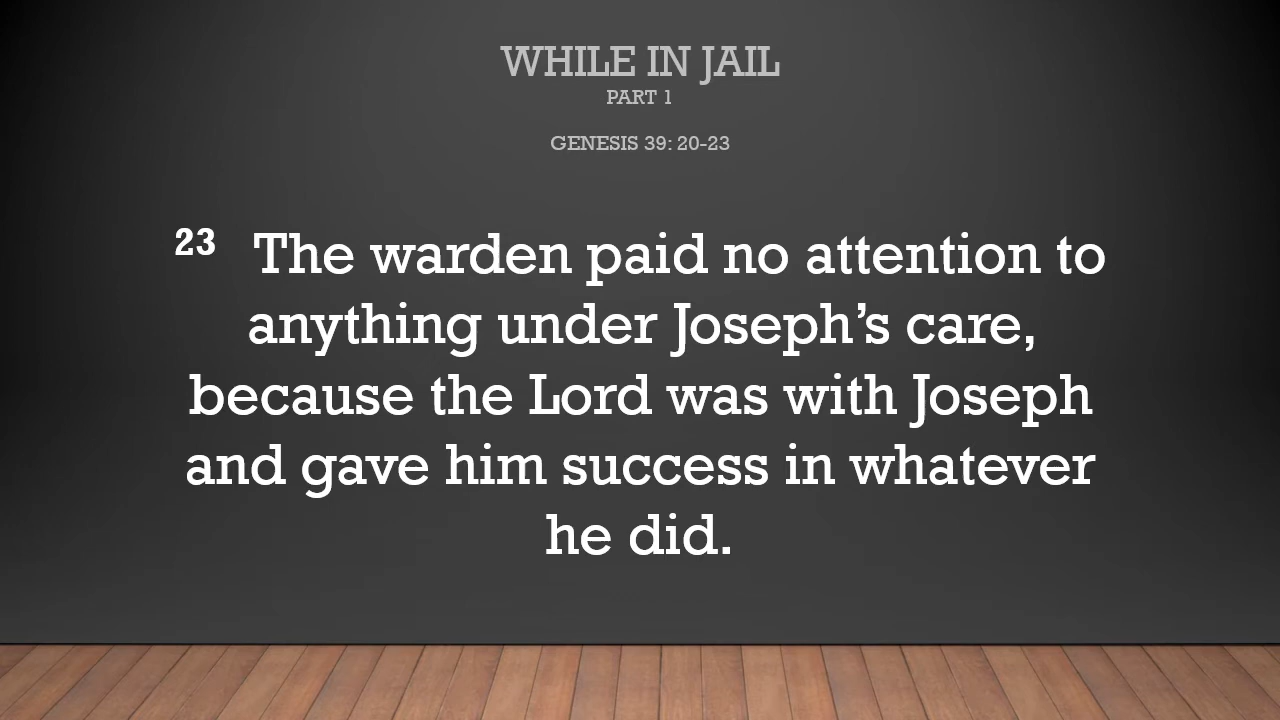 WHILE IN JAIL
PART 1
GENESIS 39: 20-23
23 The warden paid no attention to
anything under Joseph’s care,
because the Lord was with Joseph
and gave him success in whatever
he did.